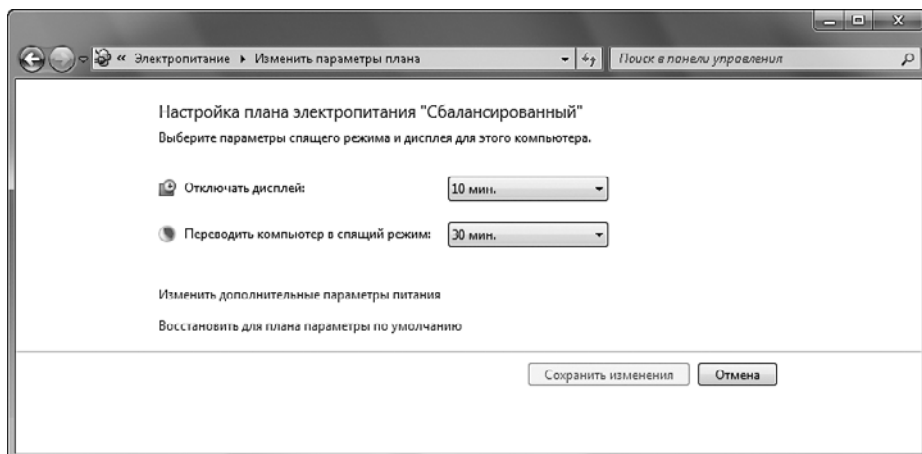 « Электропитание ▸ Изменить параметры плана
Поиск в панели управления
Настройка плана электропитания "Сбалансированный"
Выберите параметры спящего режима и дисплея для этого компьютера.
Отключать дисплей: 10 мин.
Переводить компьютер в спящий режим: 30 мин.
Изменить дополнительные параметры питания
Восстановить для плана параметры по умолчанию
Сохранить изменения Отмена